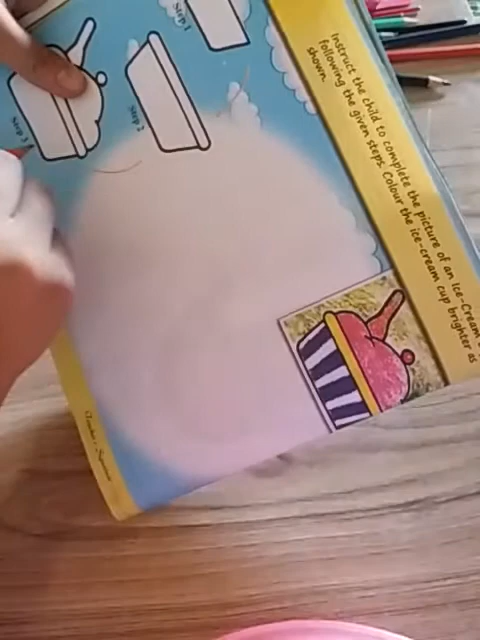 Instruct the child to complete the picture of an Ice-Cream
following the given steps. Colour the ice-cream cup brighter as
shown.
Step 1
Step 2
Step 3
Teacher's